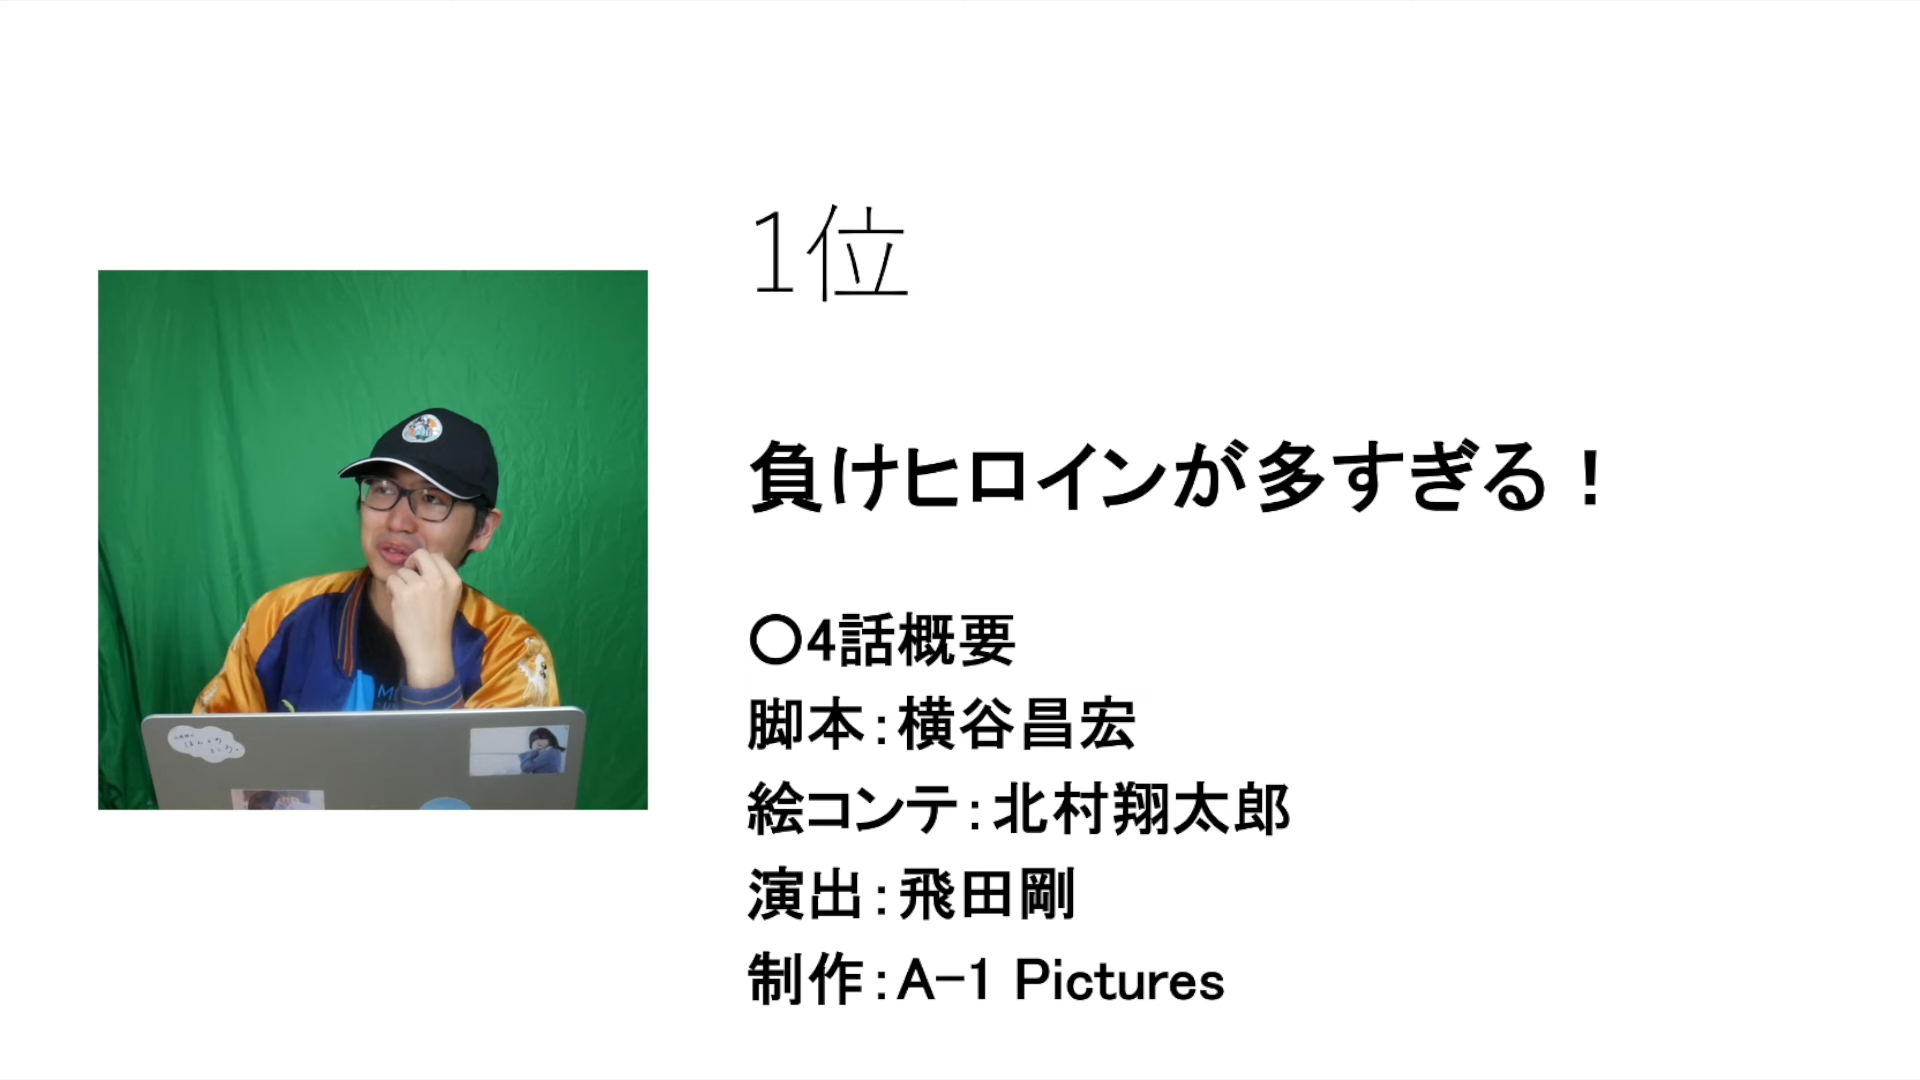 1位
負けヒロインが多すぎる！
〇4話概要
脚本：横谷昌宏
絵コンテ：北村翔太郎
演出：飛田剛
制作：A-1 Pictures